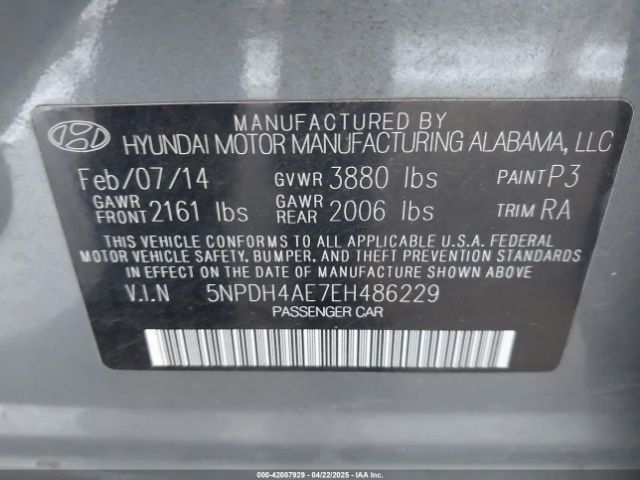 MANUFACTURED BY
HYUNDAI MOTOR MANUFACTURING ALABAMA, LLC
Feb/07/14 GVWR 3880 lbs PAINT P3
GAWR FRONT 2161 lbs GAWR REAR 2006 lbs TRIM RA
THIS VEHICLE CONFORMS TO ALL APPLICABLE U.S.A. FEDERAL
MOTOR VEHICLE SAFETY, BUMPER, AND THEFT PREVENTION
STANDARDS IN EFFECT ON THE DATE OF MANUFACTURE SHOWN ABOVE.
V.I.N 5NPDH4AE7EH486229
PASSENGER CAR
000-42087929 - 04/22/2025 - IAAI.COM